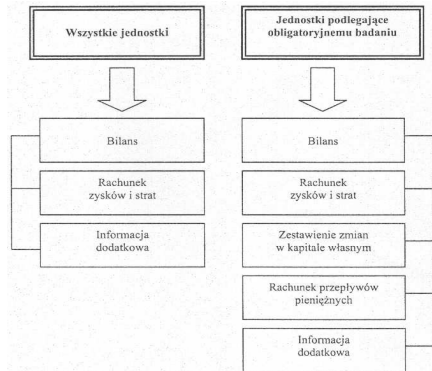 Wszystkie jednostki
Bilans
Rachunek
zysków i strat
Informacja
dodatkowa
Jednostki podlegające
obligatoryjnemu badaniu
Bilans
Rachunek
zysków i strat
Zestawienie zmian
w kapitale własnym
Rachunek przepływów
pieniężnych
Informacja
dodatkowa